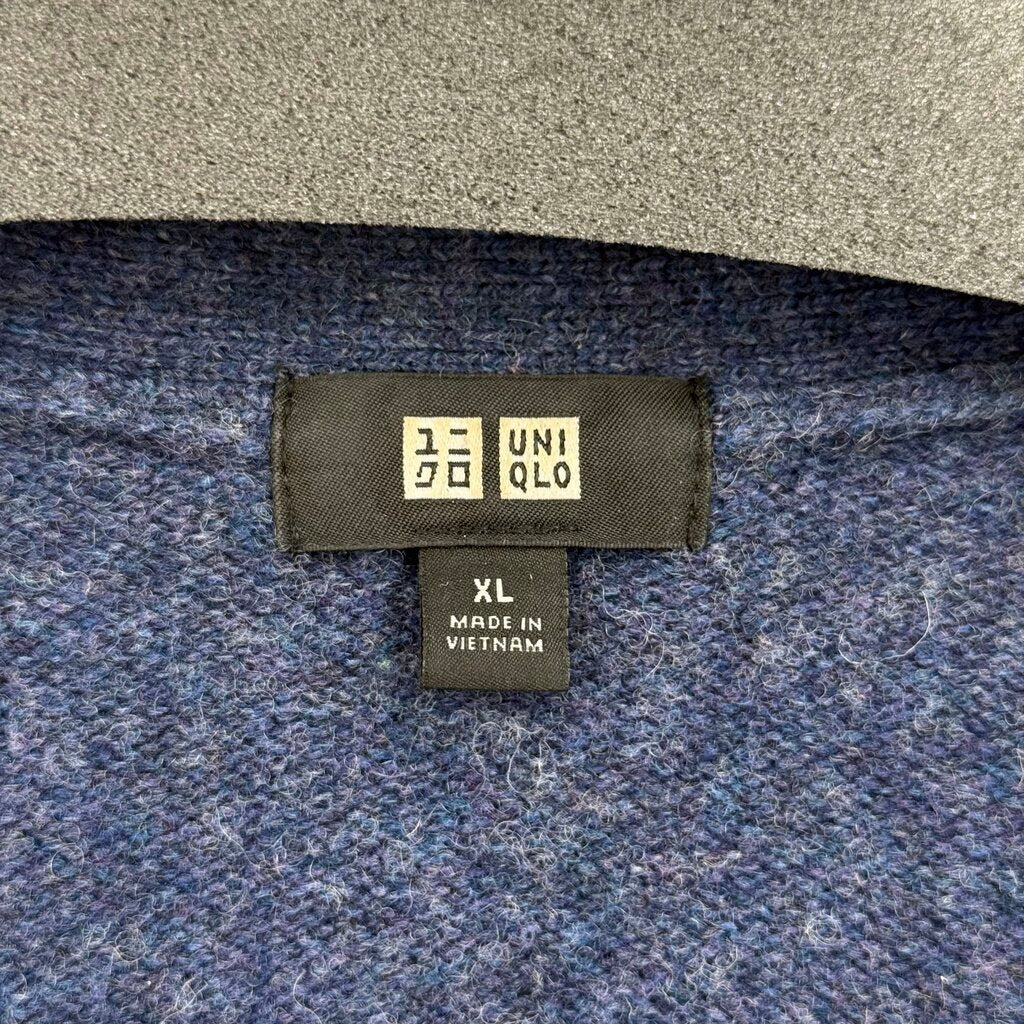 ユニ UNI
クロ QLO
XL
MADE IN
VIETNAM